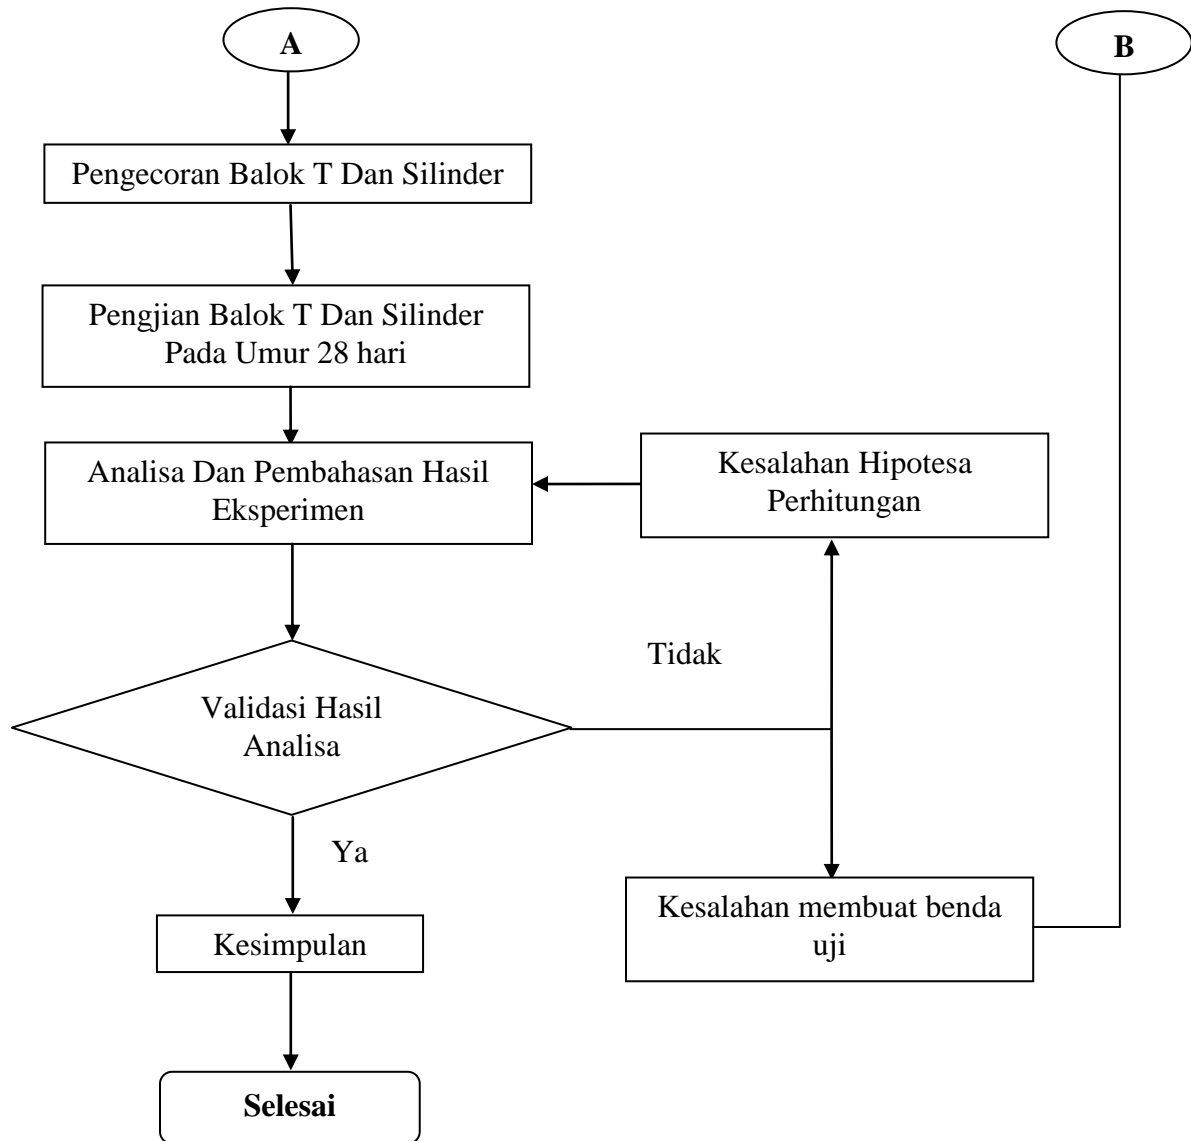 A
B
Pengecoran Balok T Dan Silinder
Pengjian Balok T Dan Silinder
Pada Umur 28 hari
Analisa Dan Pembahasan Hasil
Eksperimen
Kesalahan Hipotesa
Perhitungan
Tidak
Validasi Hasil
Analisa
Ya
Kesalahan membuat benda
uji
Kesimpulan
Selesai